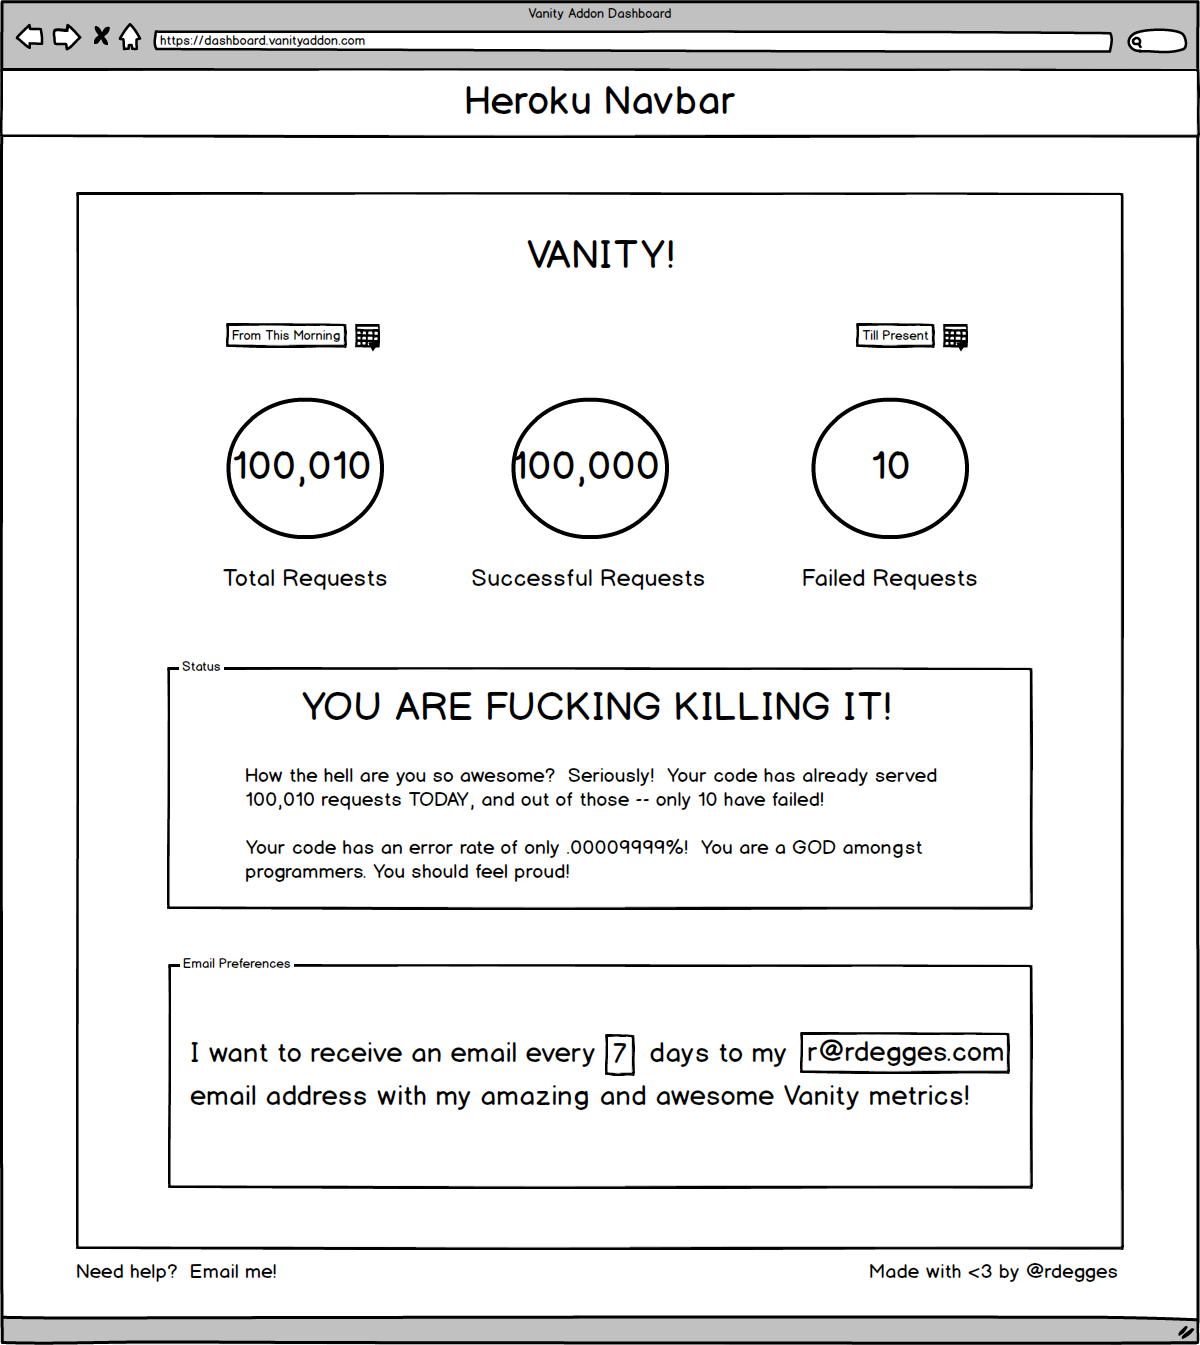 Vanity Addon Dashboard
https://dashboard.vanityaddon.com
Heroku Navbar
VANITY!
From This Morning
Till Present
100,010
100,000
10
Total Requests
Successful Requests
Failed Requests
Status
YOU ARE FUCKING KILLING IT!
How the hell are you so awesome?  Seriously!  Your code has already served
100,010 requests TODAY, and out of those -- only 10 have failed!
Your code has an error rate of only .00009999%!  You are a GOD amongst
programmers. You should feel proud!
Email Preferences
I want to receive an email every 7 days to my r@rdegges.com
email address with my amazing and awesome Vanity metrics!
Need help?  Email me!
Made with <3 by @rdegges